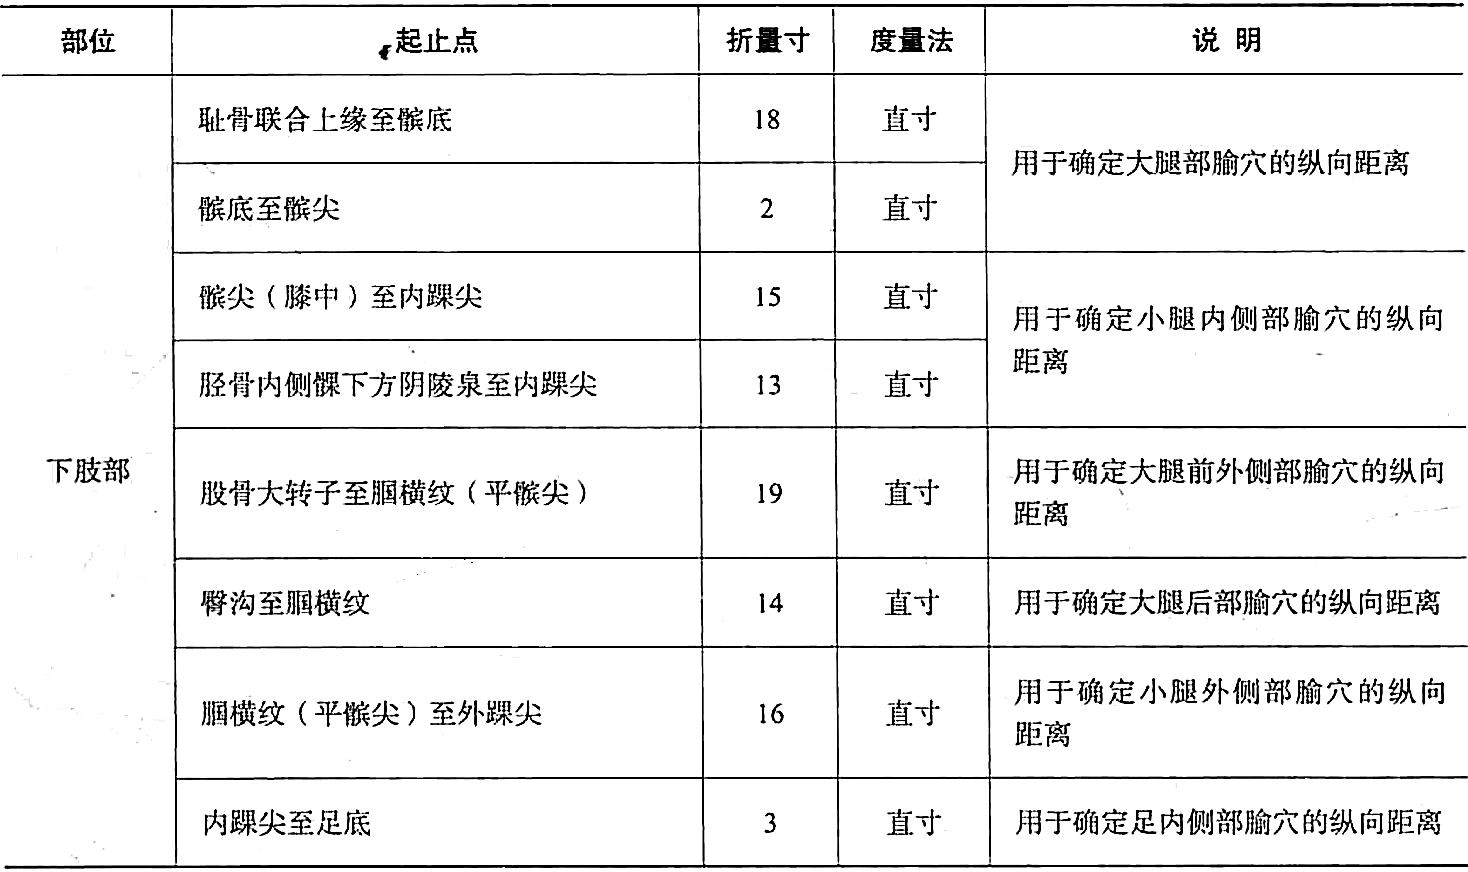 部位 起止点 折量寸 度量法 说 明
耻骨联合上缘至髌底 18 直寸
用于确定大腿部腧穴的纵向距离
髌底至髌尖 2 直寸
髌尖（膝中）至内踝尖 15 直寸
用于确定小腿内侧部腧穴的纵向
距离
胫骨内侧髁下方阴陵泉至内踝尖 13 直寸
下肢部
股骨大转子至腘横纹（平髌尖） 19 直寸
用于确定大腿前外侧部腧穴的纵向
距离
臀沟至腘横纹 14 直寸 用于确定大腿后部腧穴的纵向距离
腘横纹（平髌尖）至外踝尖 16 直寸
用于确定小腿外侧部腧穴的纵向
距离
内踝尖至足底 3 直寸 用于确定足内侧部腧穴的纵向距离